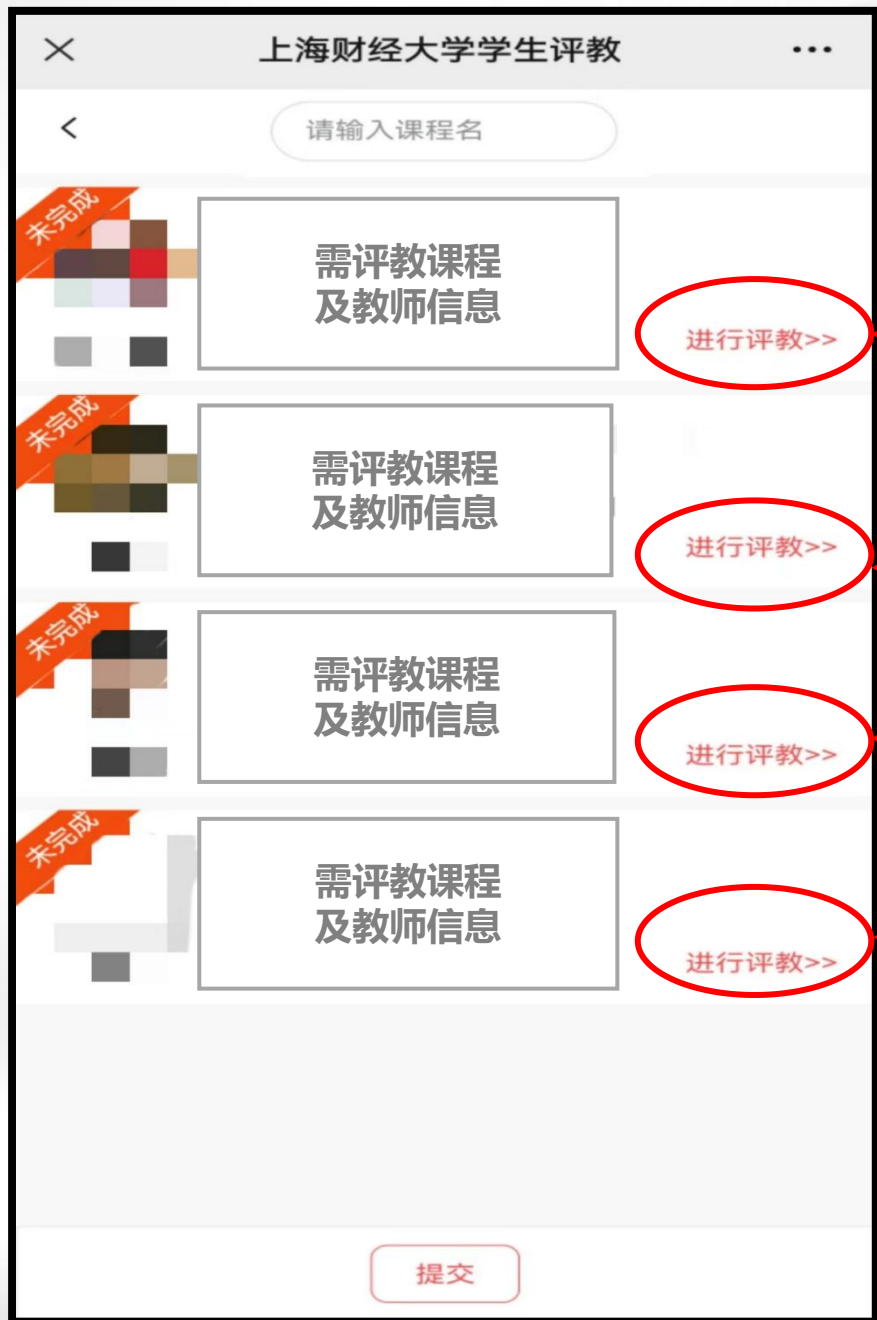 上海财经大学学生评教
请输入课程名
未完成
需评教课程
及教师信息
进行评教>>
未完成
需评教课程
及教师信息
进行评教>>
未完成
需评教课程
及教师信息
进行评教>>
未完成
需评教课程
及教师信息
进行评教>>
提交